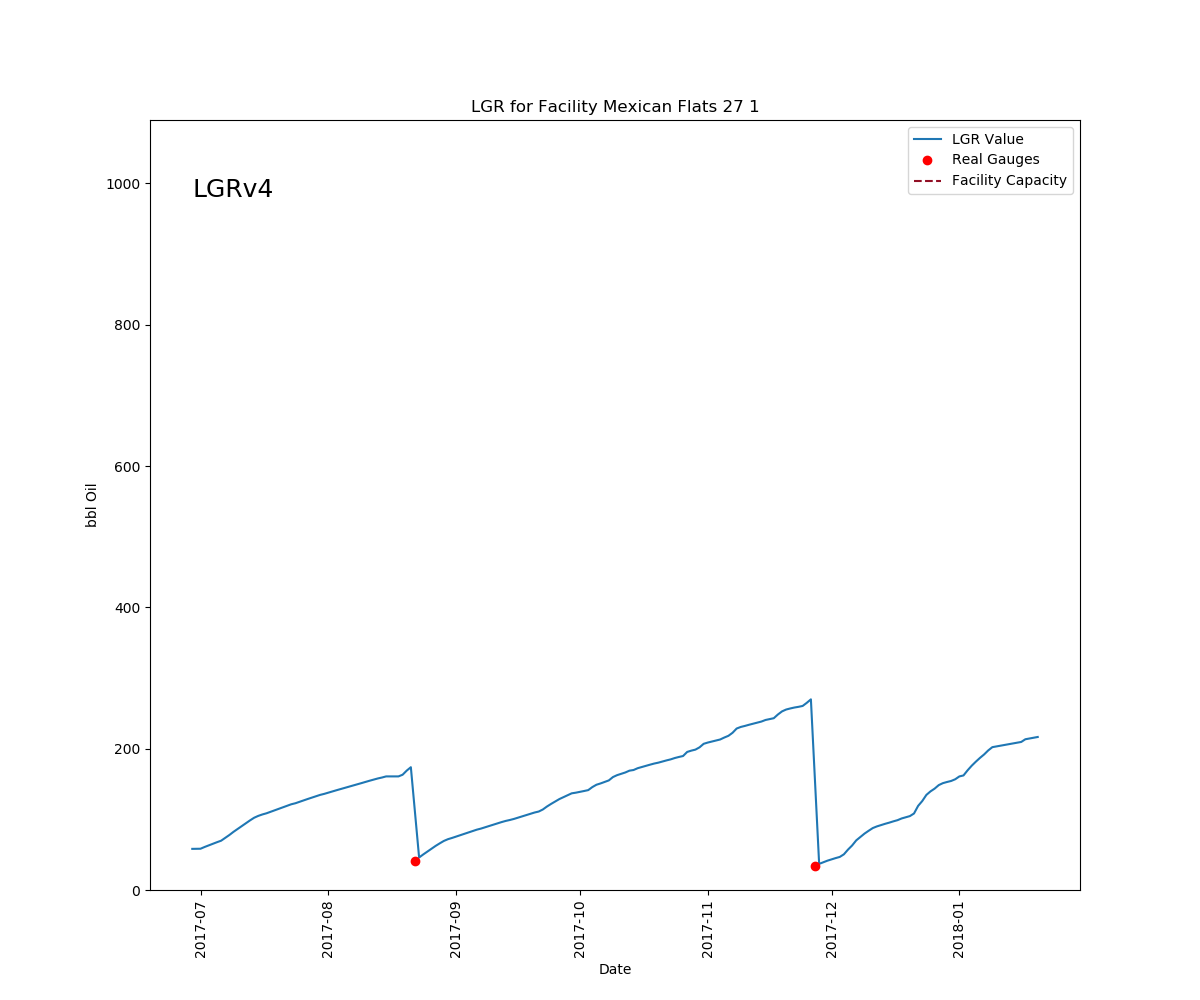 LGR for Facility Mexican Flats 27 1
LGR Value
Real Gauges
Facility Capacity
LGRv4
1000
800
600
400
200
0
bbl Oil
2017-07
2017-08
2017-09
2017-10
2017-11
2017-12
2018-01
Date